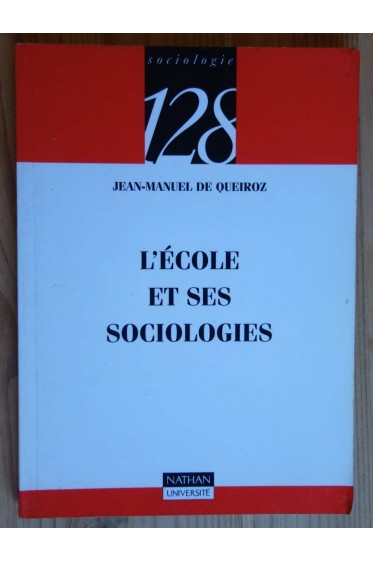 sociologie
128
JEAN-MANUEL DE QUEIROZ
L'ÉCOLE
ET SES
SOCIOLOGIES
NATHAN
UNIVERSITÉ